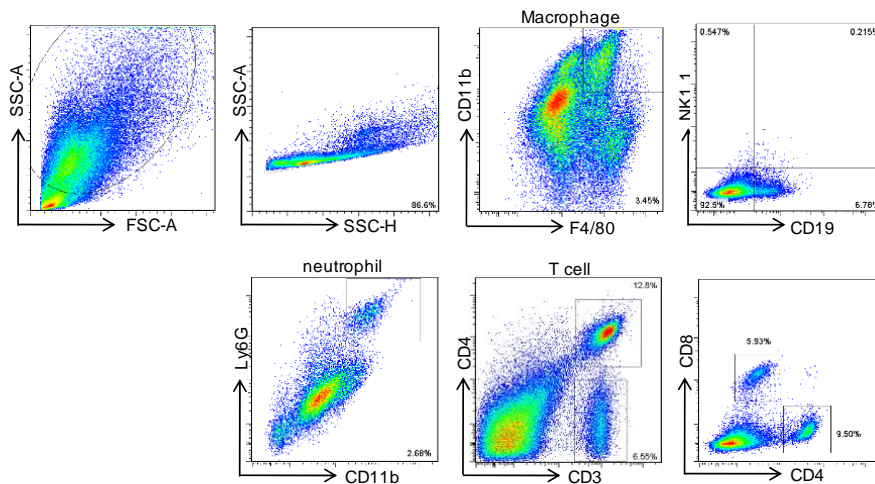 Macrophage
SSC-A
FSC-A
SSC-A
86.6%
SSC-H
CD11b
3.45%
F4/80
0.547%
0.215%
NK1.1
92.5%
6.78%
CD19
neutrophil
Ly6G
2.68%
CD11b
T cell
12.8%
CD4
6.55%
CD3
CD8
5.93%
9.50%
CD4